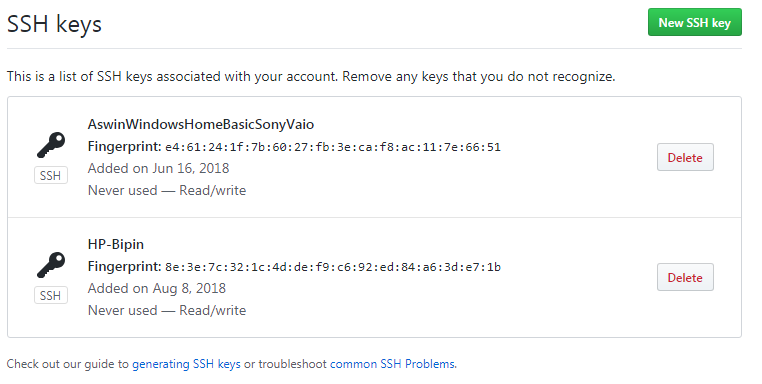 SSH keys
New SSH key
This is a list of SSH keys associated with your account. Remove any keys that you do not recognize.
AswinWindowsHomeBasicSonyVaio
Fingerprint: e4:61:24:1f:7b:60:27:fb:3e:ca:f8:ac:11:7e:66:51
Added on Jun 16, 2018
Never used — Read/write
SSH
Delete
HP-Bipin
Fingerprint: 8e:3e:7c:32:1c:4d:de:f9:c6:92:ed:84:a6:3d:e7:1b
Added on Aug 8, 2018
Never used — Read/write
SSH
Delete
Check out our guide to generating SSH keys or troubleshoot common SSH Problems.